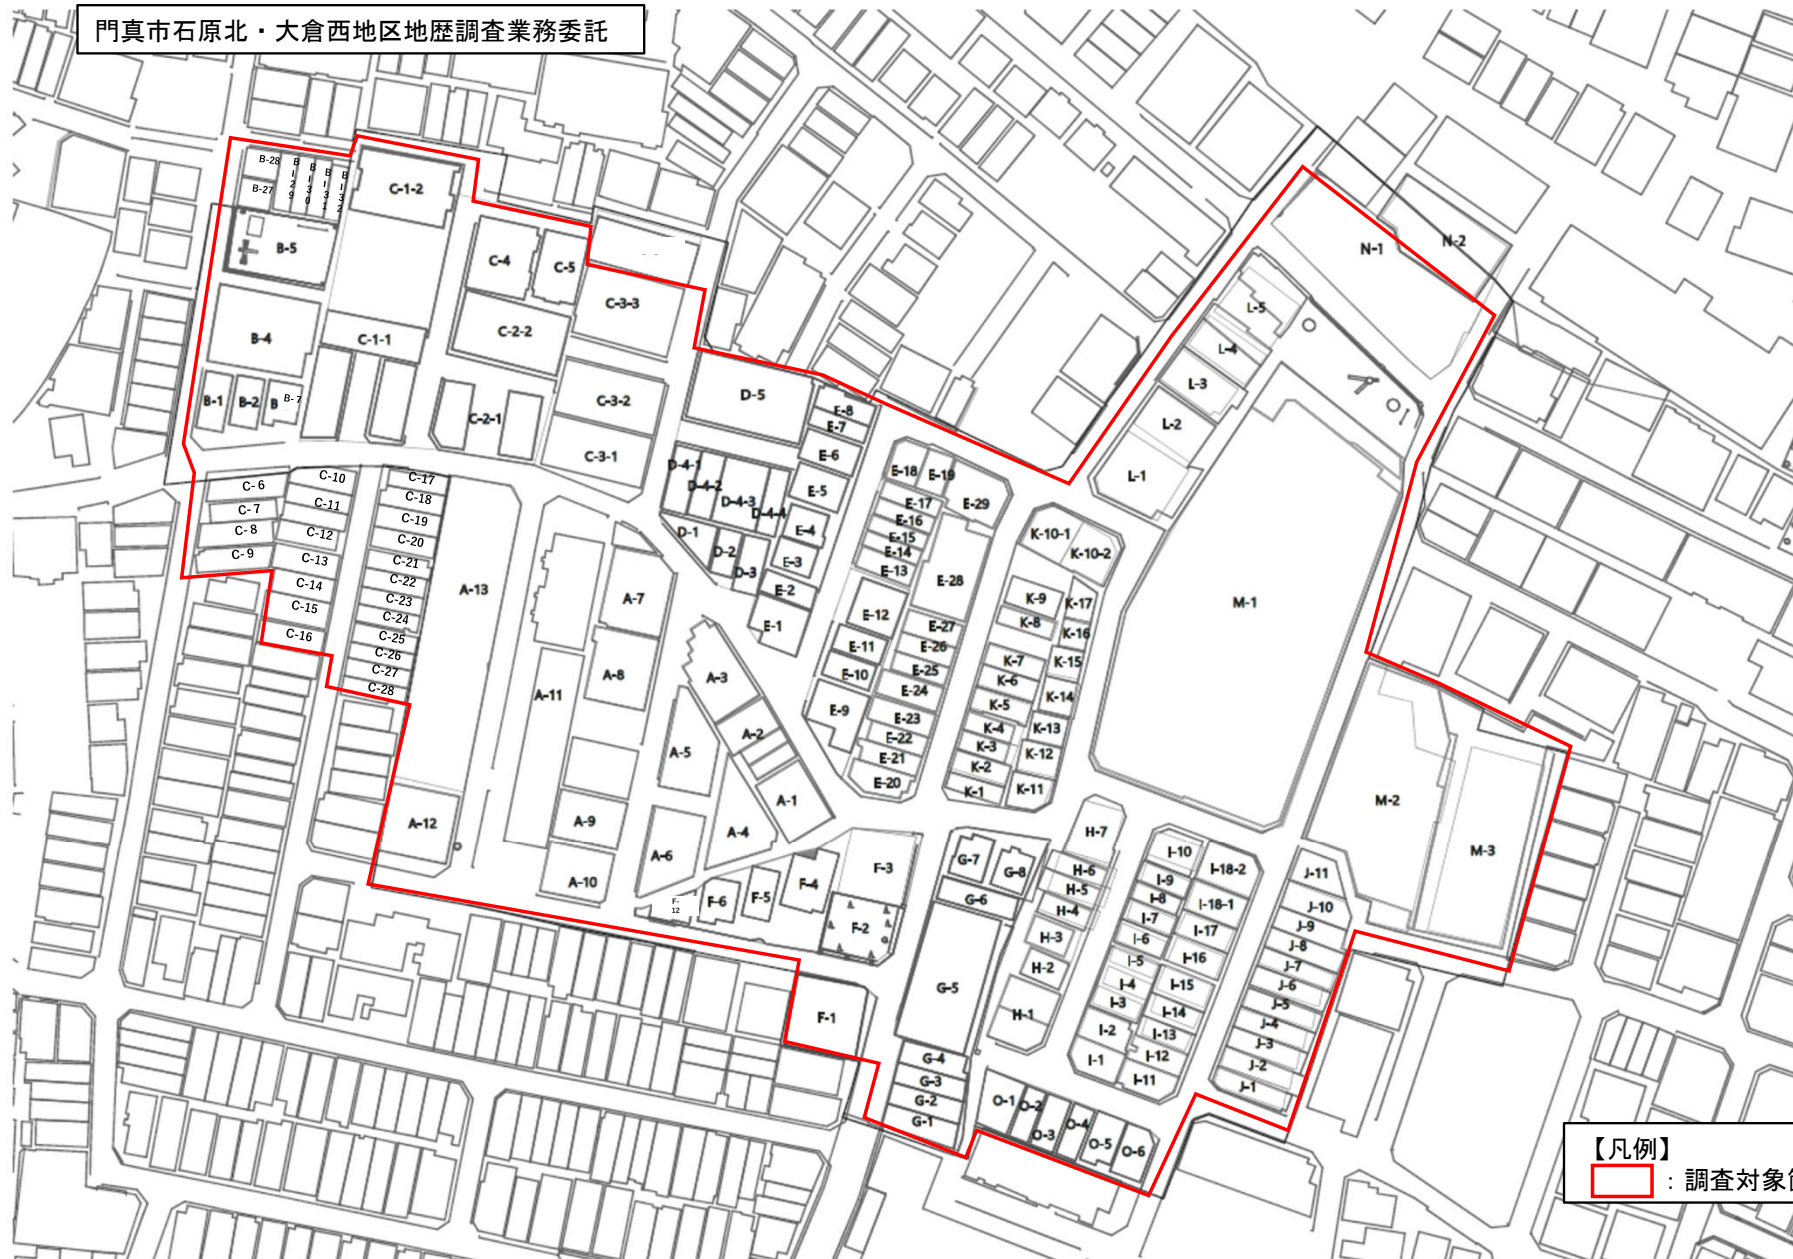 門真市石原北・大倉西地区地歴調査業務委託
B-28
B-27
B-29
B-30
B-31
B-32
C-1-2
B-5
B-4
C-1-1
B-1
B-2
B
B-7
C-4
C-5
C-2-2
C-2-1
C-3-3
C-3-2
C-3-1
D-5
D-4-1
D-4-2
D-4-3
D-4-4
D-1
D-2
D-3
E-8
E-7
E-6
E-5
E-4
E-3
E-2
E-1
C-6
C-7
C-8
C-9
C-10
C-11
C-12
C-13
C-14
C-15
C-16
C-17
C-18
C-19
C-20
C-21
C-22
C-23
C-24
C-25
C-26
C-27
C-28
A-13
A-12
A-7
A-8
A-11
A-9
A-10
A-3
A-2
A-5
A-1
A-4
A-6
E-18
E-19
E-29
E-17
E-16
E-15
E-14
E-13
E-28
E-12
E-11
E-10
E-9
E-27
E-26
E-25
E-24
E-23
E-22
E-21
E-20
K-10-1
K-10-2
K-9
K-8
K-17
K-16
K-7
K-15
K-6
K-14
K-5
K-4
K-13
K-3
K-12
K-2
K-1
K-11
N-1
N-2
L-5
L-4
L-3
L-2
L-1
M-1
M-2
M-3
F-12
F-6
F-5
F-4
F-3
F-2
F-1
G-7
G-8
G-6
G-5
G-4
G-3
G-2
G-1
H-7
H-6
H-5
H-4
H-3
H-2
H-1
I-10
I-9
I-8
I-7
I-6
I-5
I-4
I-3
I-2
I-1
I-18-2
I-18-1
I-17
I-16
I-15
I-14
I-13
I-12
I-11
J-11
J-10
J-9
J-8
J-7
J-6
J-5
J-4
J-3
J-2
J-1
O-1
O-2
O-3
O-4
O-5
O-6
【凡例】
：調査対象